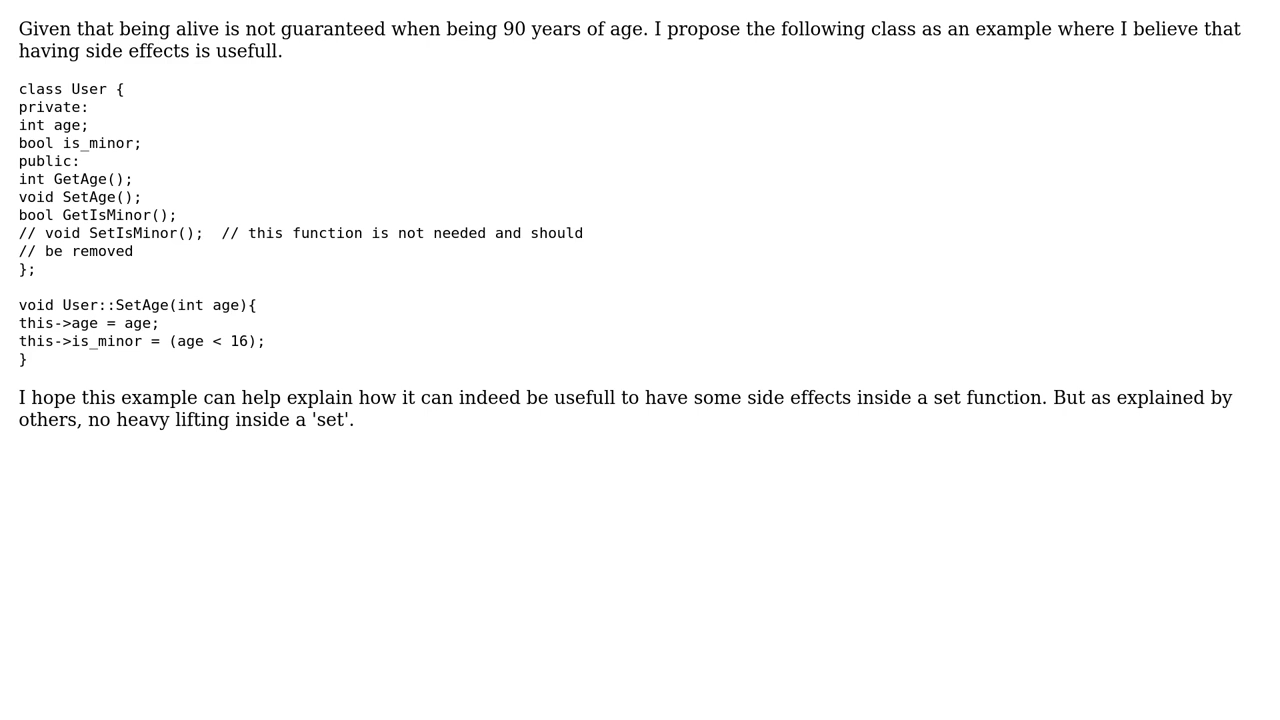 Given that being alive is not guaranteed when being 90 years of age. I propose the following class as an example where I believe that
having side effects is usefull.
class User {
private:
int age;
bool is_minor;
public:
int GetAge();
void SetAge();
bool GetIsMinor();
// void SetIsMinor();  // this function is not needed and should
// be removed
};
void User::SetAge(int age){
this->age = age;
this->is_minor = (age < 16);
}
I hope this example can help explain how it can indeed be usefull to have some side effects inside a set function. But as explained by
others, no heavy lifting inside a 'set'.